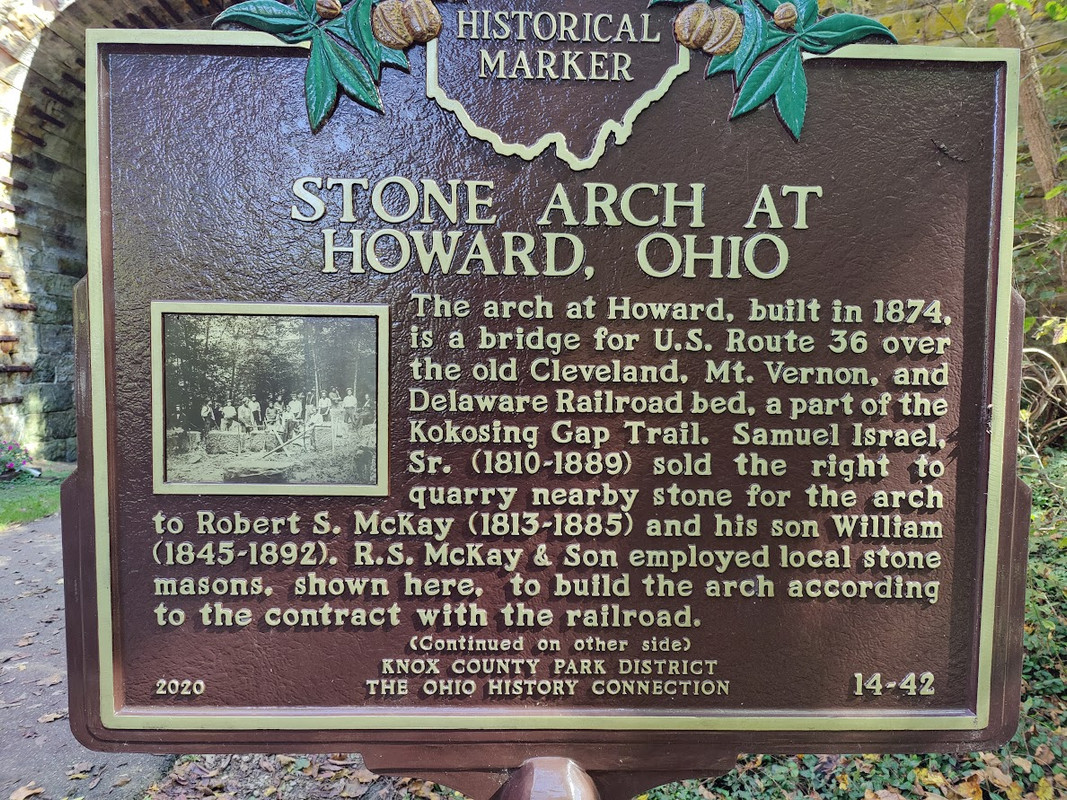 HISTORICAL
MARKER
STONE ARCH AT
HOWARD, OHIO
The arch at Howard, built in 1874,
is a bridge for U.S. Route 36 over
the old Cleveland, Mt. Vernon, and
Delaware Railroad bed, a part of the
Kokosing Gap Trail. Samuel Israel,
Sr. (1810-1889) sold the right to
quarry nearby stone for the arch
to Robert S. McKay (1813-1885) and his son William
(1845-1892). R.S. McKay & Son employed local stone
masons, shown here, to build the arch according
to the contract with the railroad.
(Continued on other side)
KNOX COUNTY PARK DISTRICT
2020 THE OHIO HISTORY CONNECTION 14-42